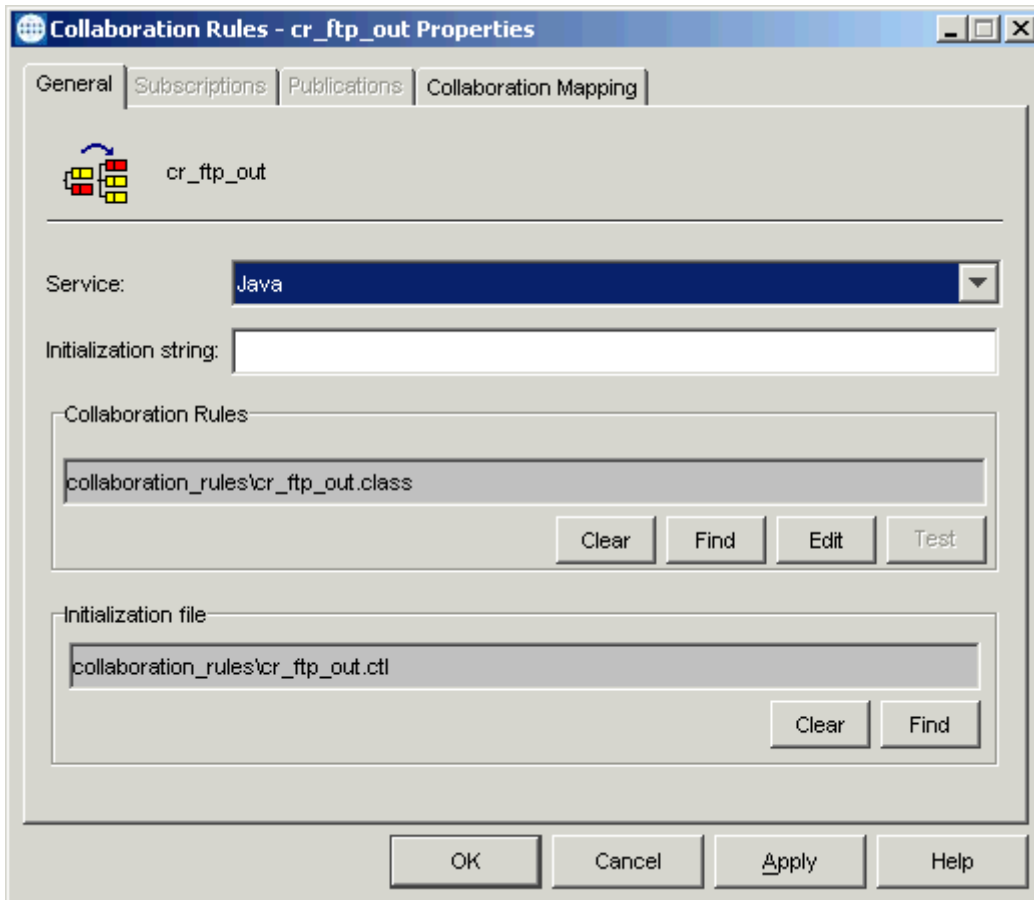 Collaboration Rules - cr_ftp_out Properties
General Subscriptions Publications Collaboration Mapping
cr_ftp_out
Service: Java
Initialization string:
Collaboration Rules
collaboration_rules\cr_ftp_out.class
Clear Find Edit Test
Initialization file
collaboration_rules\cr_ftp_out.ctl
Clear Find
OK Cancel Apply Help